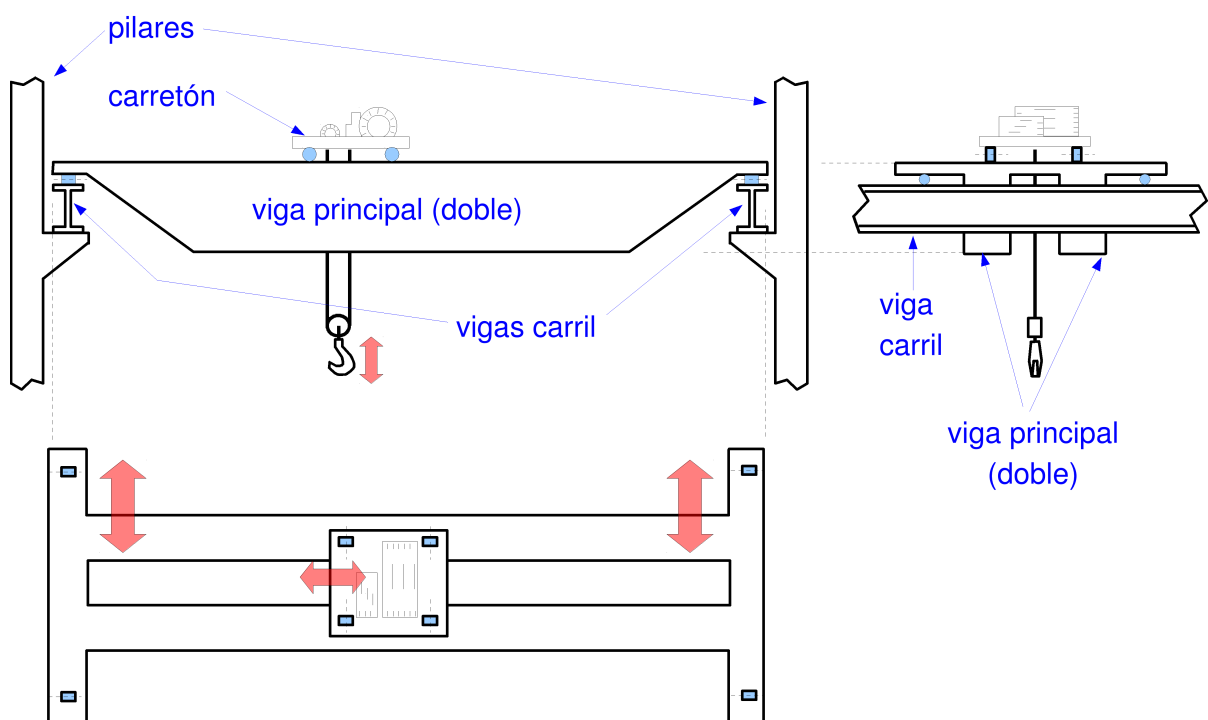 pilares
carretón
viga principal (doble)
vigas carril
viga
carril
viga principal
(doble)